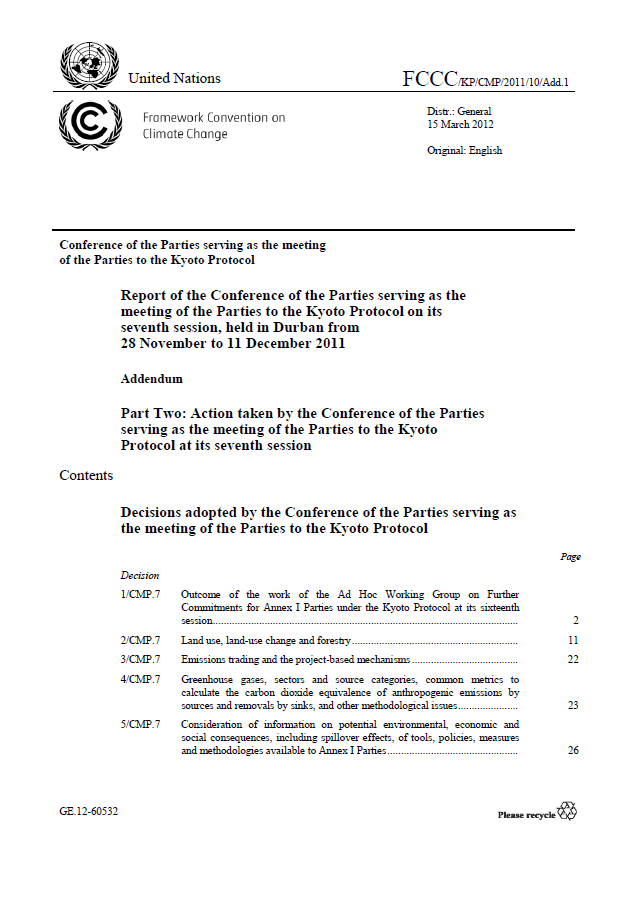 United Nations
FCCC/KP/CMP/2011/10/Add.1
Framework Convention on
Climate Change
Distr.: General
15 March 2012
Original: English
Conference of the Parties serving as the meeting
of the Parties to the Kyoto Protocol
Report of the Conference of the Parties serving as the
meeting of the Parties to the Kyoto Protocol on its
seventh session, held in Durban from
28 November to 11 December 2011
Addendum
Part Two: Action taken by the Conference of the Parties
serving as the meeting of the Parties to the Kyoto
Protocol at its seventh session
Contents
Decisions adopted by the Conference of the Parties serving as
the meeting of the Parties to the Kyoto Protocol
Page
Decision
1/CMP.7 Outcome of the work of the Ad Hoc Working Group on Further
Commitments for Annex I Parties under the Kyoto Protocol at its sixteenth
session 2
2/CMP.7 Land use, land-use change and forestry 11
3/CMP.7 Emissions trading and the project-based mechanisms 22
4/CMP.7 Greenhouse gases, sectors and source categories, common metrics to
calculate the carbon dioxide equivalence of anthropogenic emissions by
sources and removals by sinks, and other methodological issues 23
5/CMP.7 Consideration of information on potential environmental, economic and
social consequences, including spillover effects, of tools, policies, measures
and methodologies available to Annex I Parties 26
GE.12-60532
Please recycle